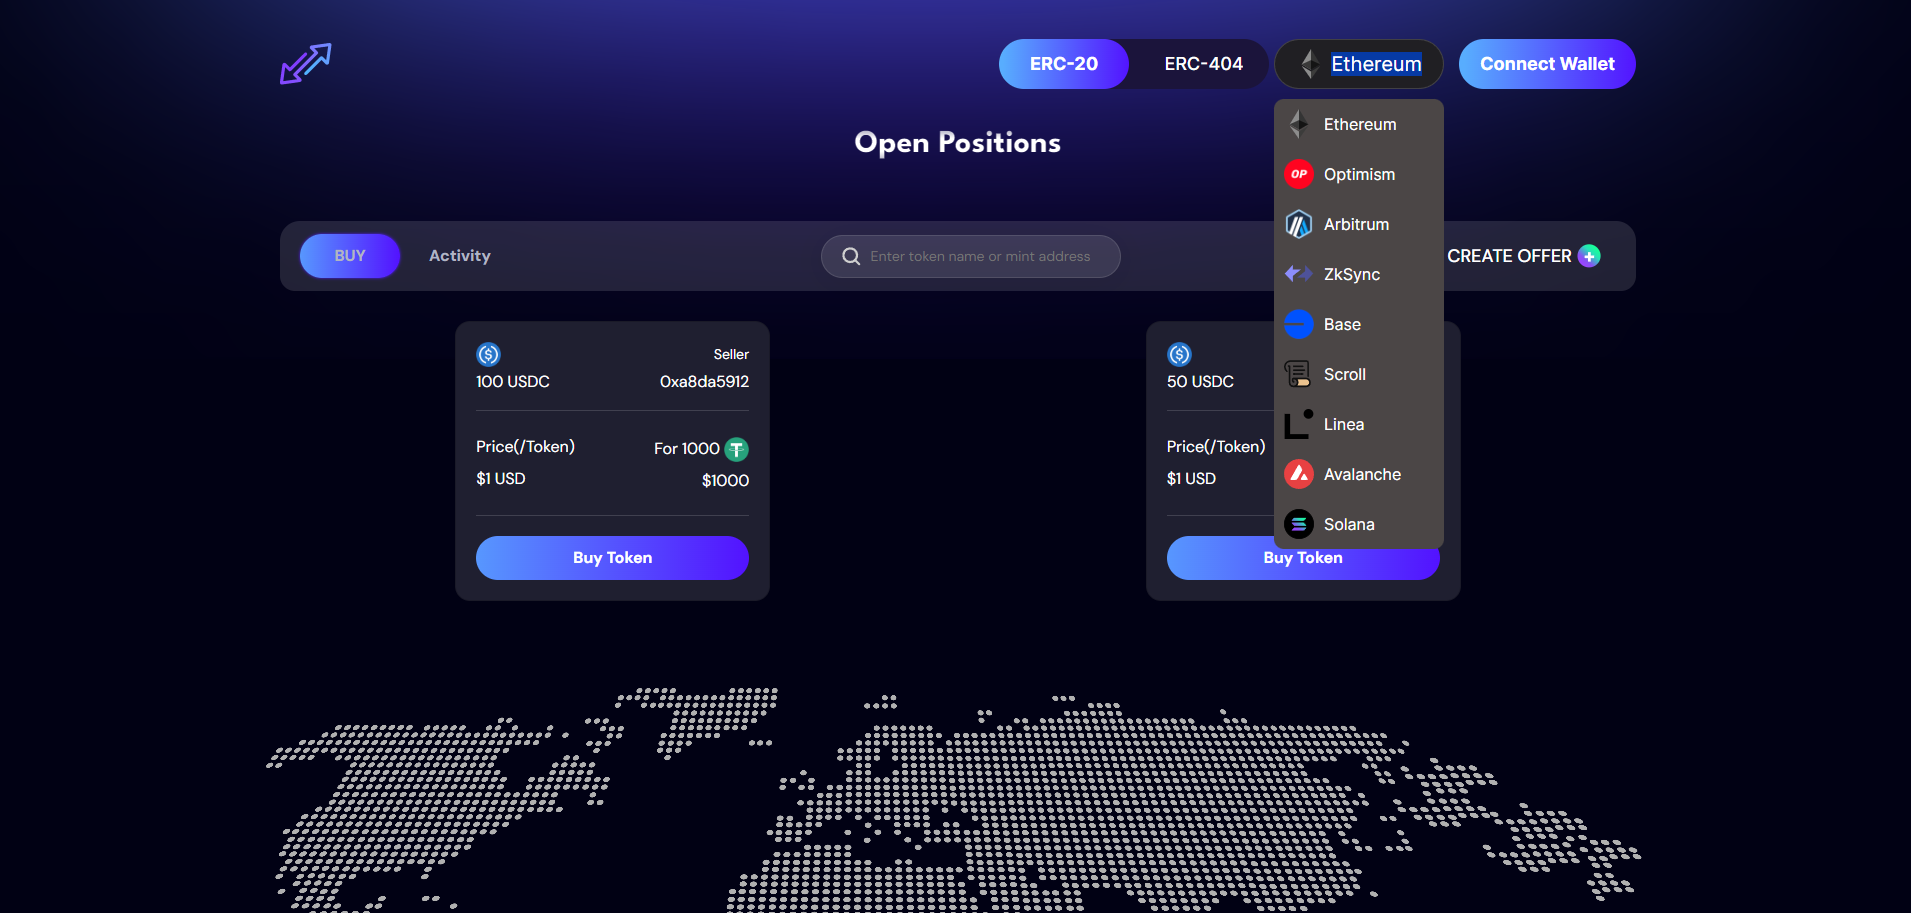 ERC-20
ERC-404
Ethereum
Connect Wallet
Open Positions
Ethereum
Optimism
Arbitrum
ZkSync
Base
Scroll
Linea
Avalanche
Solana
BUY
Activity
Enter token name or mint address
CREATE OFFER
100 USDC
Seller
0xa8da5912
Price(/Token)
For 1000
$1 USD
$1000
Buy Token
50 USDC
Price(/Token)
$1 USD
Buy Token